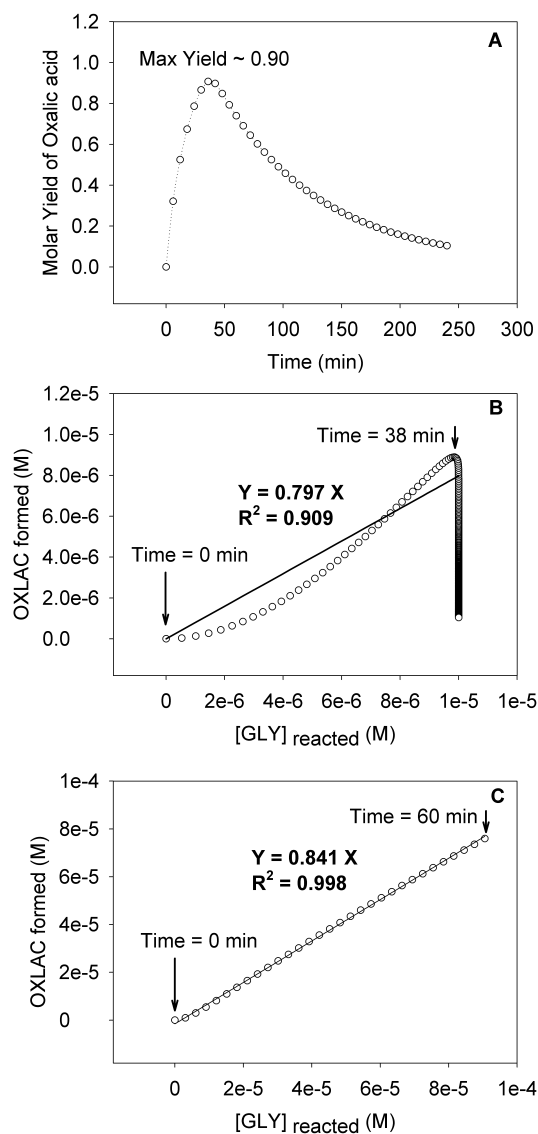 A
Max Yield ~ 0.90
Molar Yield of Oxalic acid
1.2
1.0
0.8
0.6
0.4
0.2
0.0
0 50 100 150 200 250 300
Time (min)
B
Time = 38 min
Y = 0.797 X
R² = 0.909
Time = 0 min
OXLAC formed (M)
1.2e-5
1.0e-5
8.0e-6
6.0e-6
4.0e-6
2.0e-6
0.0
0 2e-6 4e-6 6e-6 8e-6 1e-5 1e-5
[GLY] reacted (M)
C
Time = 60 min
Y = 0.841 X
R² = 0.998
Time = 0 min
OXLAC formed (M)
1e-4
8e-5
6e-5
4e-5
2e-5
0
0 2e-5 4e-5 6e-5 8e-5 1e-4
[GLY] reacted (M)